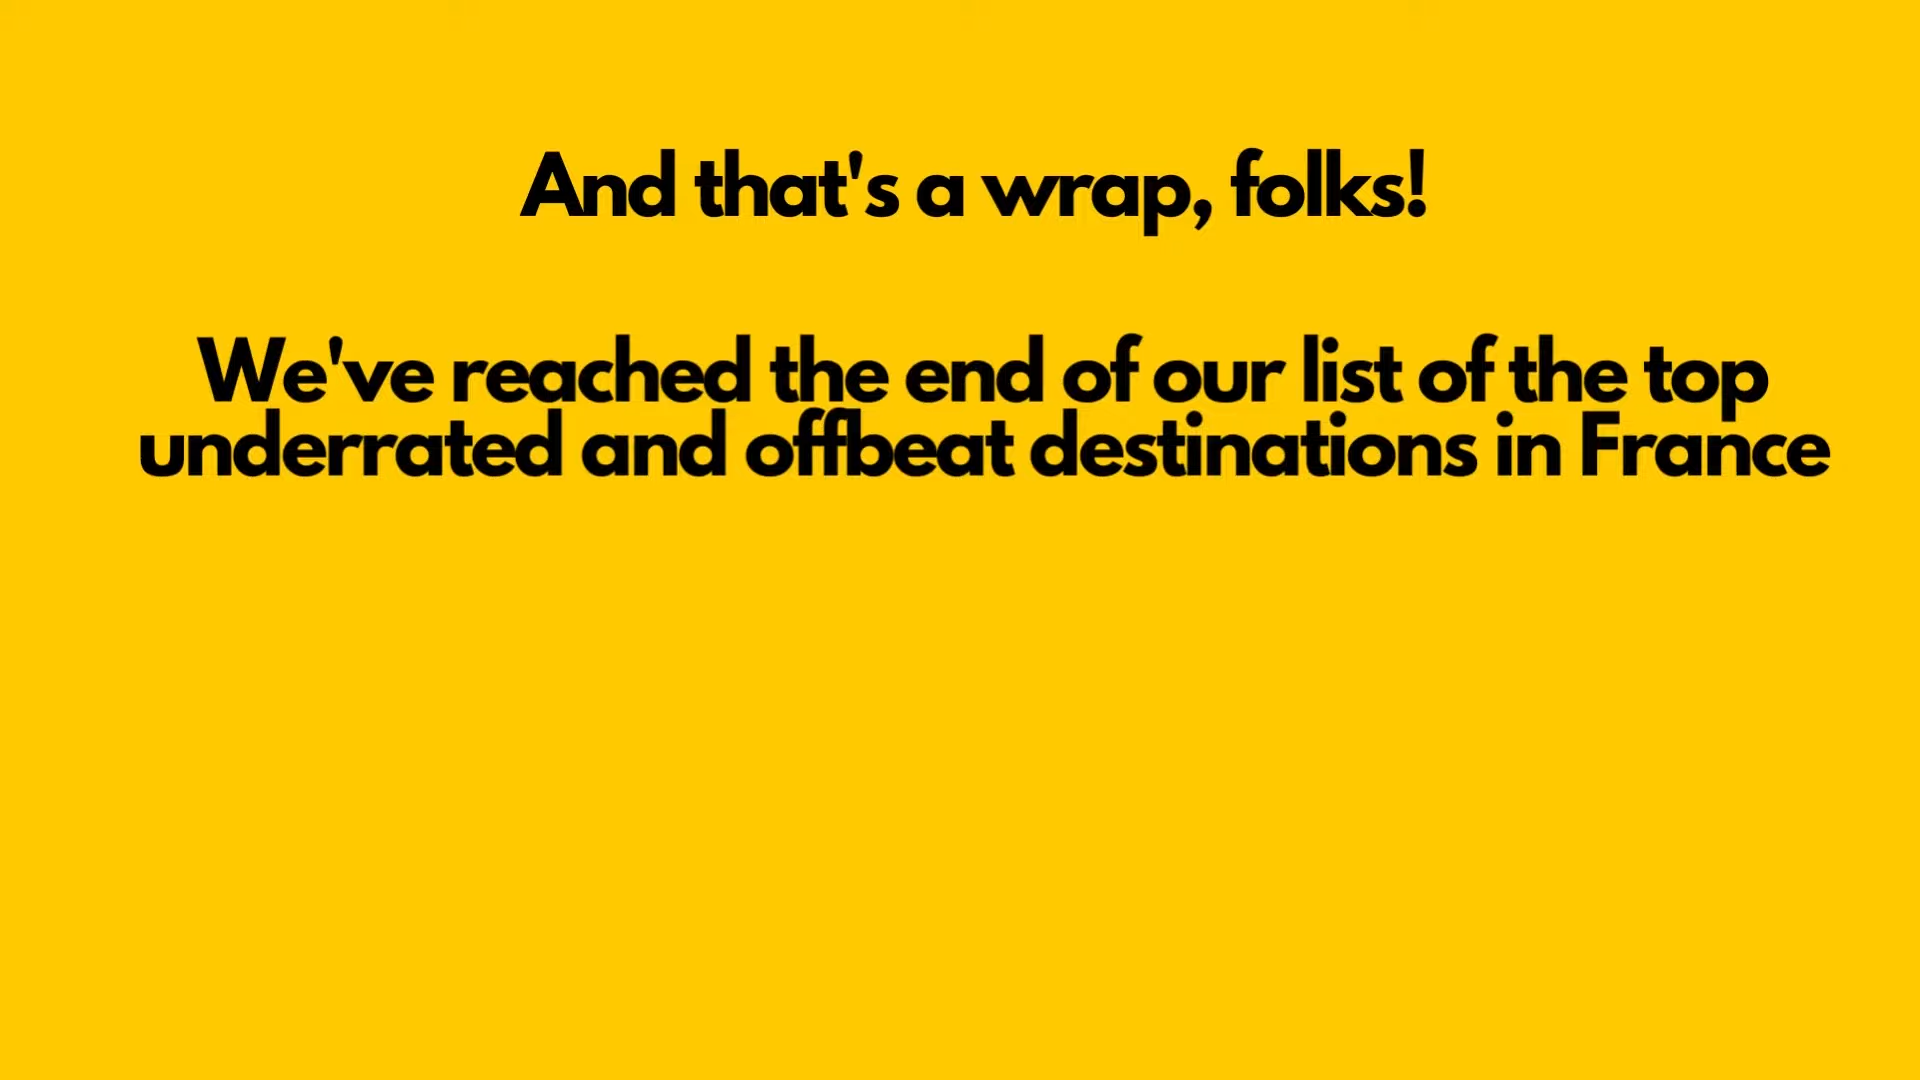 And that's a wrap, folks!
We've reached the end of our list of the top
underrated and offbeat destinations in France